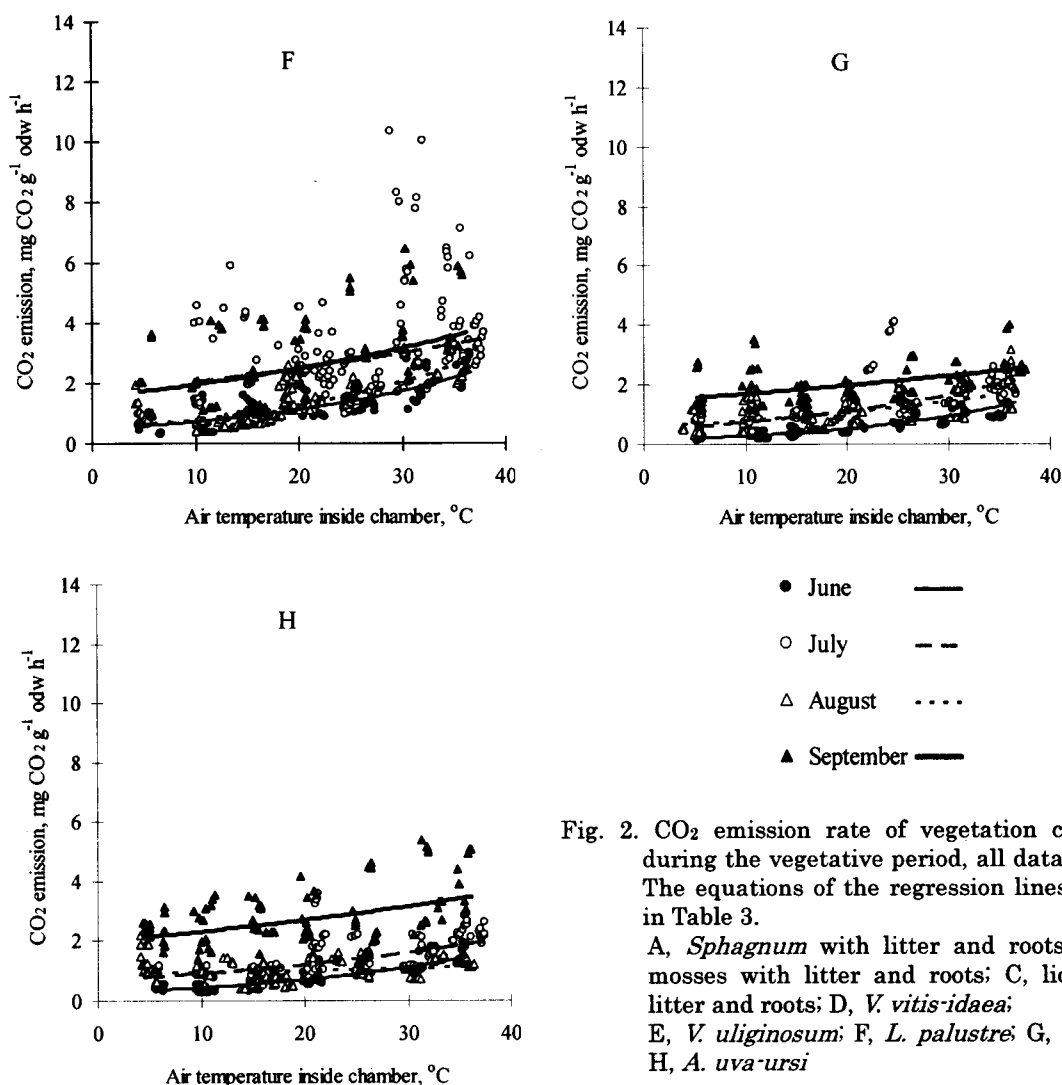 F
CO2 emission, mg CO2 g-1 odw h-1
14
12
10
8
6
4
2
0
0 10 20 30 40
Air temperature inside chamber, °C
G
CO2 emission, mg CO2 g-1 odw h-1
14
12
10
8
6
4
2
0
0 10 20 30 40
Air temperature inside chamber, °C
H
CO2 emission, mg CO2 g-1 odw h-1
14
12
10
8
6
4
2
0
0 10 20 30 40
Air temperature inside chamber, °C
June
July
August
September
Fig. 2. CO2 emission rate of vegetation c
during the vegetative period, all data
The equations of the regression lines
in Table 3.
A, Sphagnum with litter and roots
mosses with litter and roots; C, lic
litter and roots; D, V. vitis-idaea;
E, V. uliginosum; F, L. palustre; G,
H, A. uva-ursi